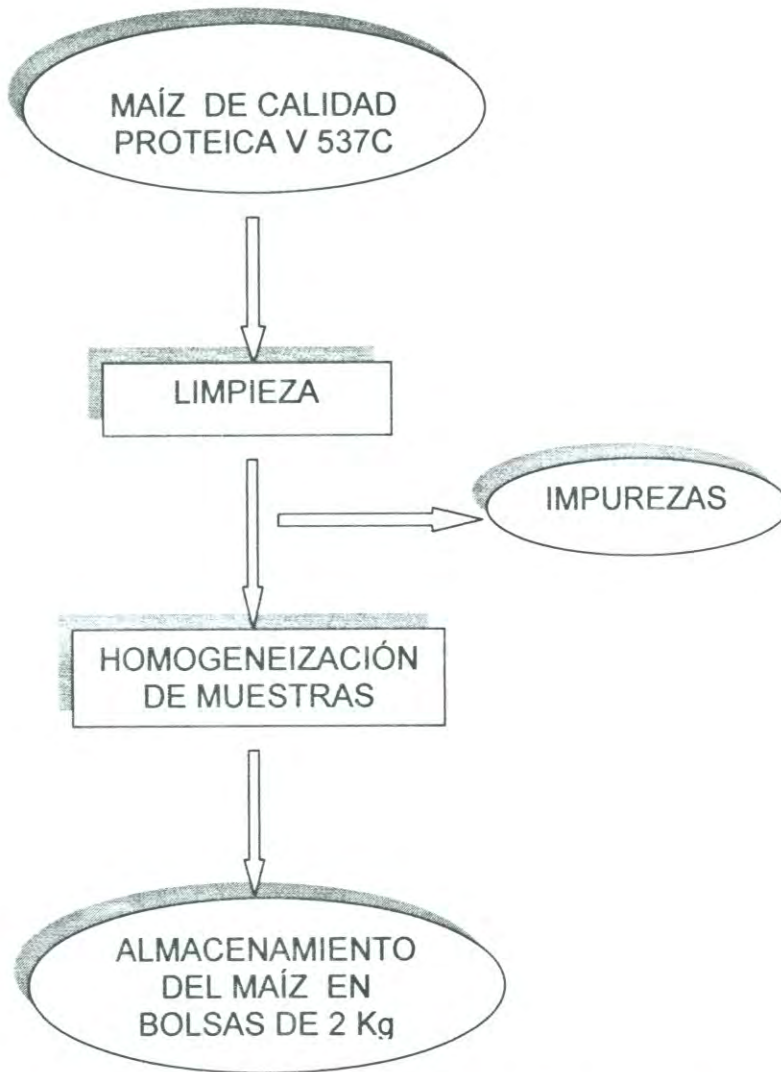 MAÍZ DE CALIDAD
PROTEICA V 537C
LIMPIEZA
IMPUREZAS
HOMOGENEIZACIÓN
DE MUESTRAS
ALMACENAMIENTO
DEL MAÍZ EN
BOLSAS DE 2 Kg